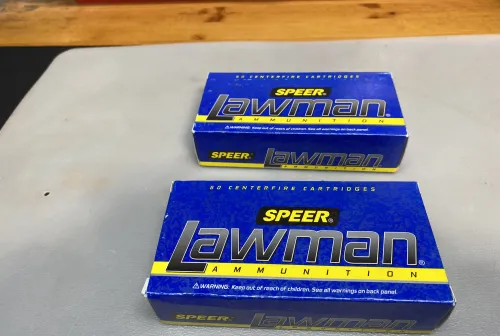 50 CENTERFIRE CARTRIDGES
SPEER®
Lawman®
AMMUNITION
⚠WARNING: Keep out of reach of children. See all warnings on back panel.
SPEER® Lawman®
AMMUNITION
50 CENTERFIRE CARTRIDGES
SPEER®
Lawman®
AMMUNITION
⚠WARNING: Keep out of reach of children. See all warnings on back panel.
SPEER Lawman